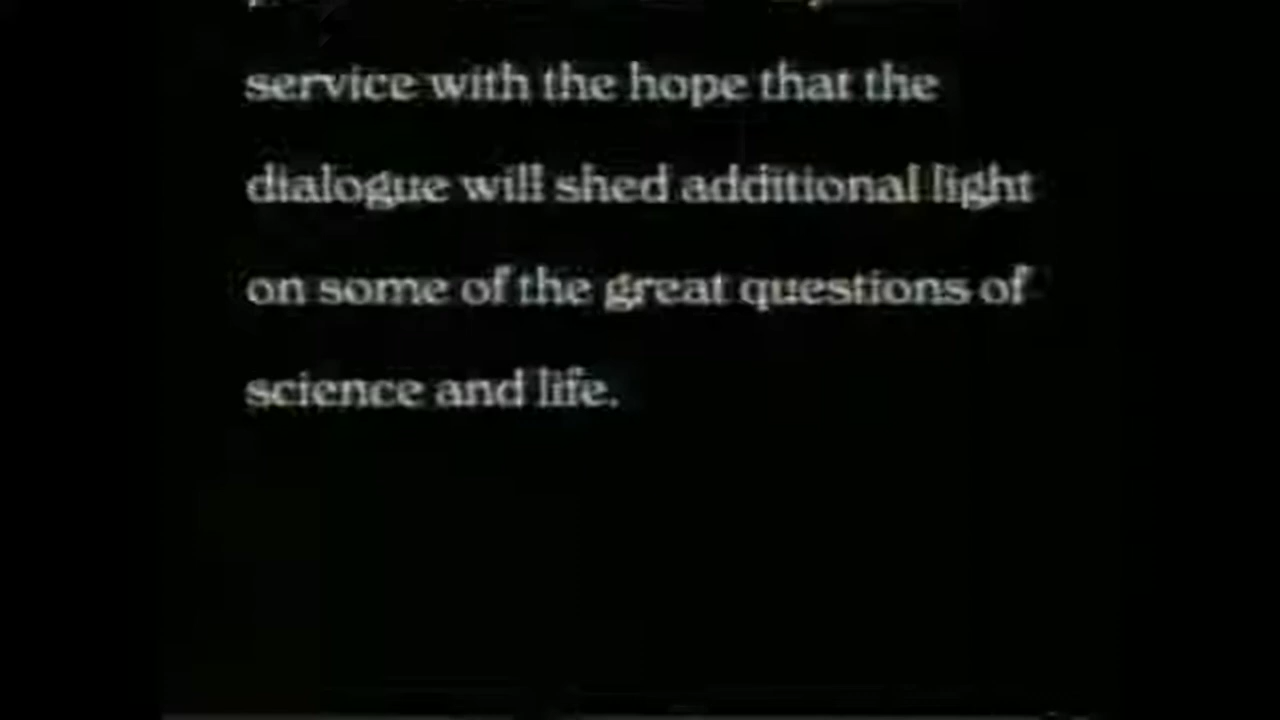 service with the hope that the
dialogue will shed additional light
on some of the great questions of
science and life.